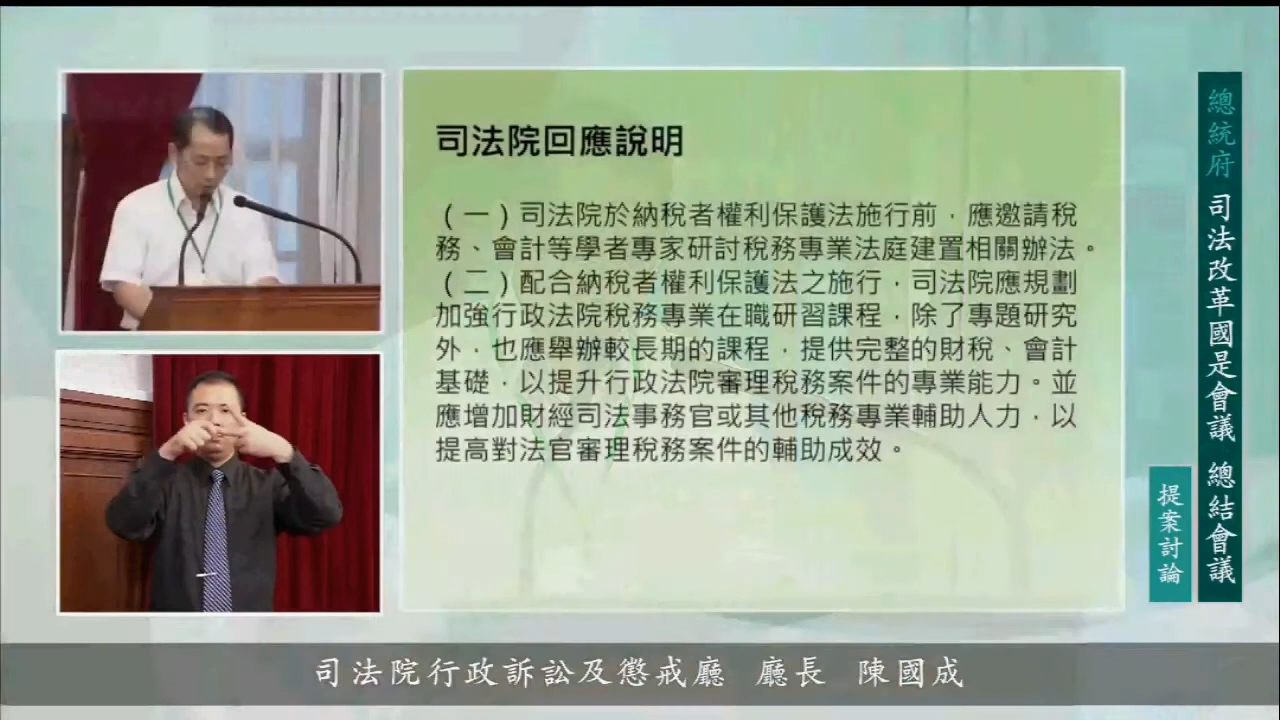 司法院回應說明
（一）司法院於納稅者權利保護法施行前，應邀請稅
務、會計等學者專家研討稅務專業法庭建置相關辦法。
（二）配合納稅者權利保護法之施行，司法院應規劃
加強行政法院稅務專業在職研習課程，除了專題研究
外，也應舉辦較長期的課程，提供完整的財稅、會計
基礎，以提升行政法院審理稅務案件的專業能力。並
應增加財經司法事務官或其他稅務專業輔助人力，以
提高對法官審理稅務案件的輔助成效。
總統府 司法改革國是會議 總結會議
提案討論
司法院行政訴訟及懲戒廳 廳長 陳國成